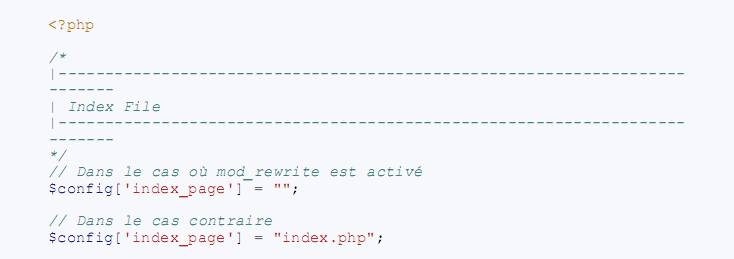 <?php
/*
|--------------------------------------------------------------------
-------
| Index File
|--------------------------------------------------------------------
-------
*/
// Dans le cas où mod_rewrite est activé
$config['index_page'] = "";
// Dans le cas contraire
$config['index_page'] = "index.php";